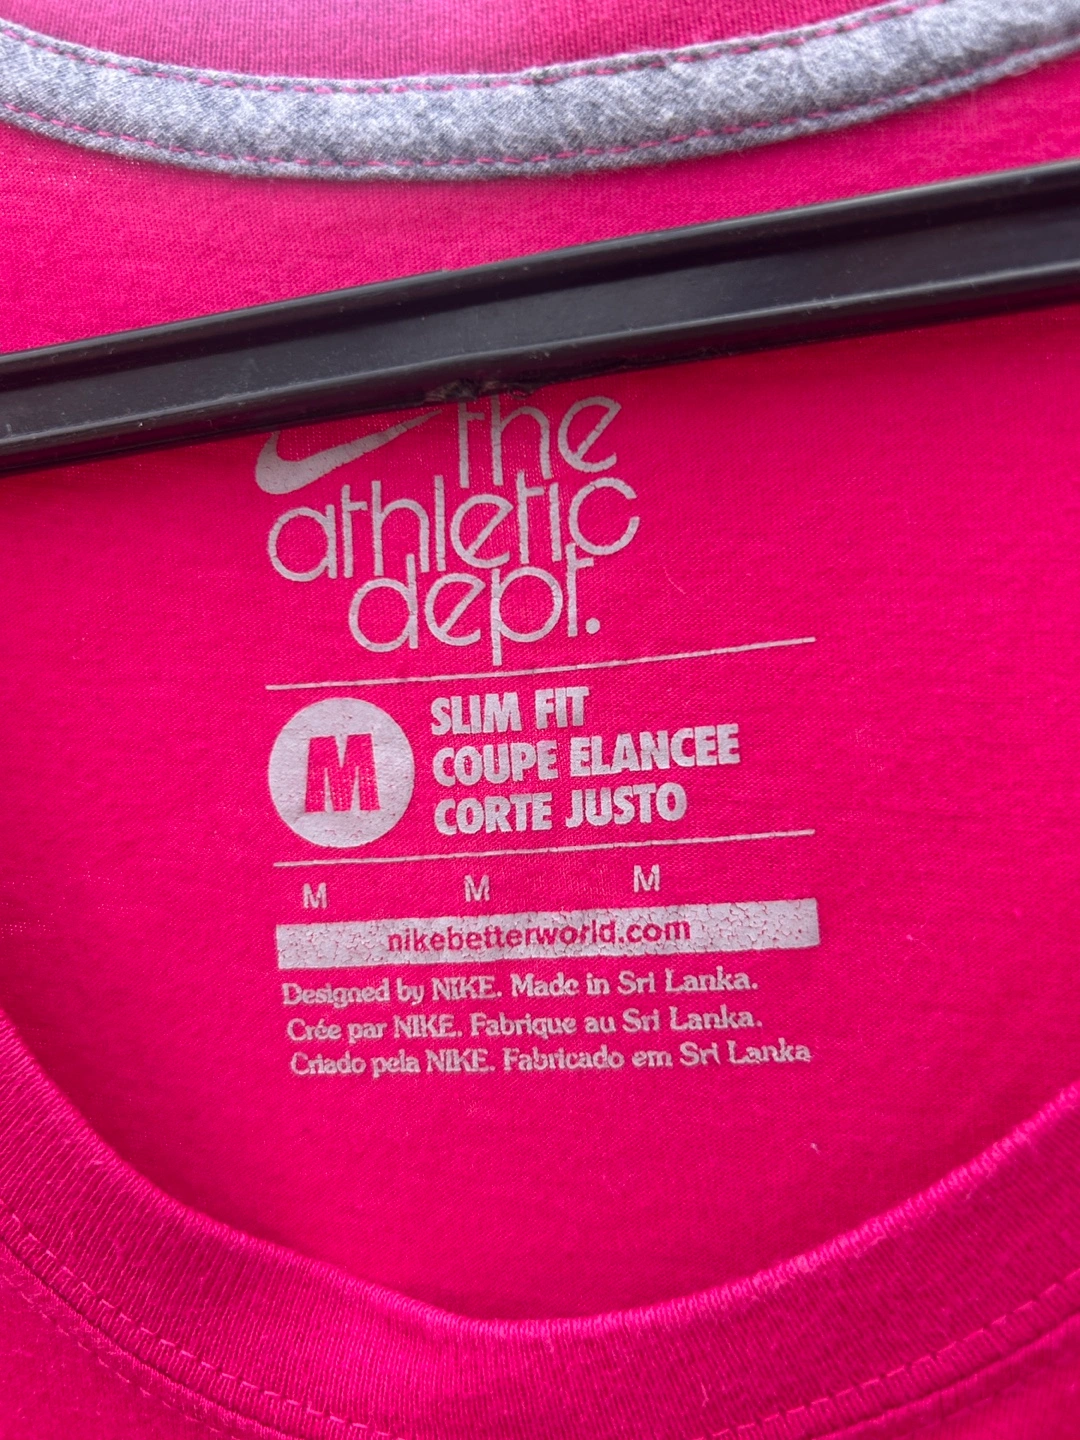 the
athletic
dept.
M
SLIM FIT
COUPE ELANCEE
CORTE JUSTO
M M M
nikebetterworld.com
Designed by NIKE. Made in Sri Lanka.
Crée par NIKE. Fabrique au Sri Lanka.
Criado pela NIKE. Fabricado em Sri Lanka